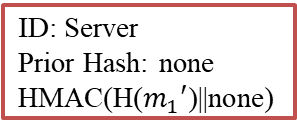 ID: Server
Prior Hash: none
HMAC(H(𝑚₁′)||none)